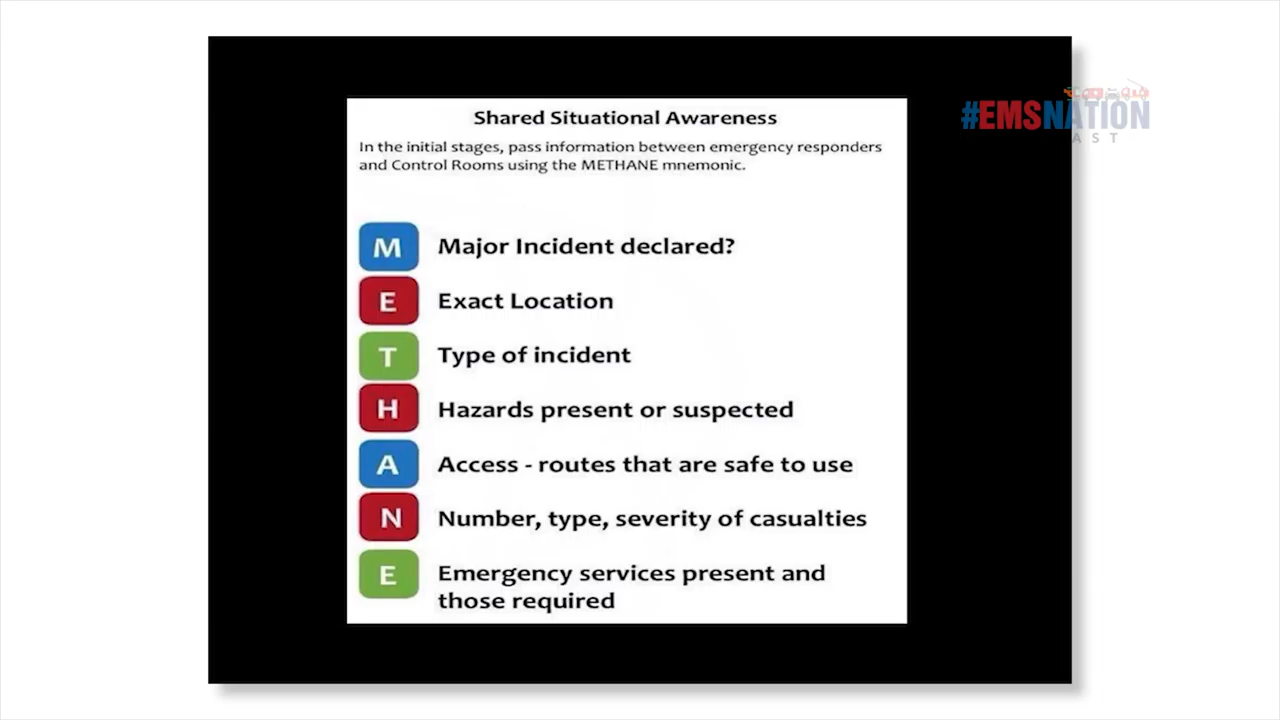 #EMSNATION
AST
Shared Situational Awareness
In the initial stages, pass information between emergency responders
and Control Rooms using the METHANE mnemonic.
M Major Incident declared?
E Exact Location
T Type of incident
H Hazards present or suspected
A Access - routes that are safe to use
N Number, type, severity of casualties
E Emergency services present and
those required